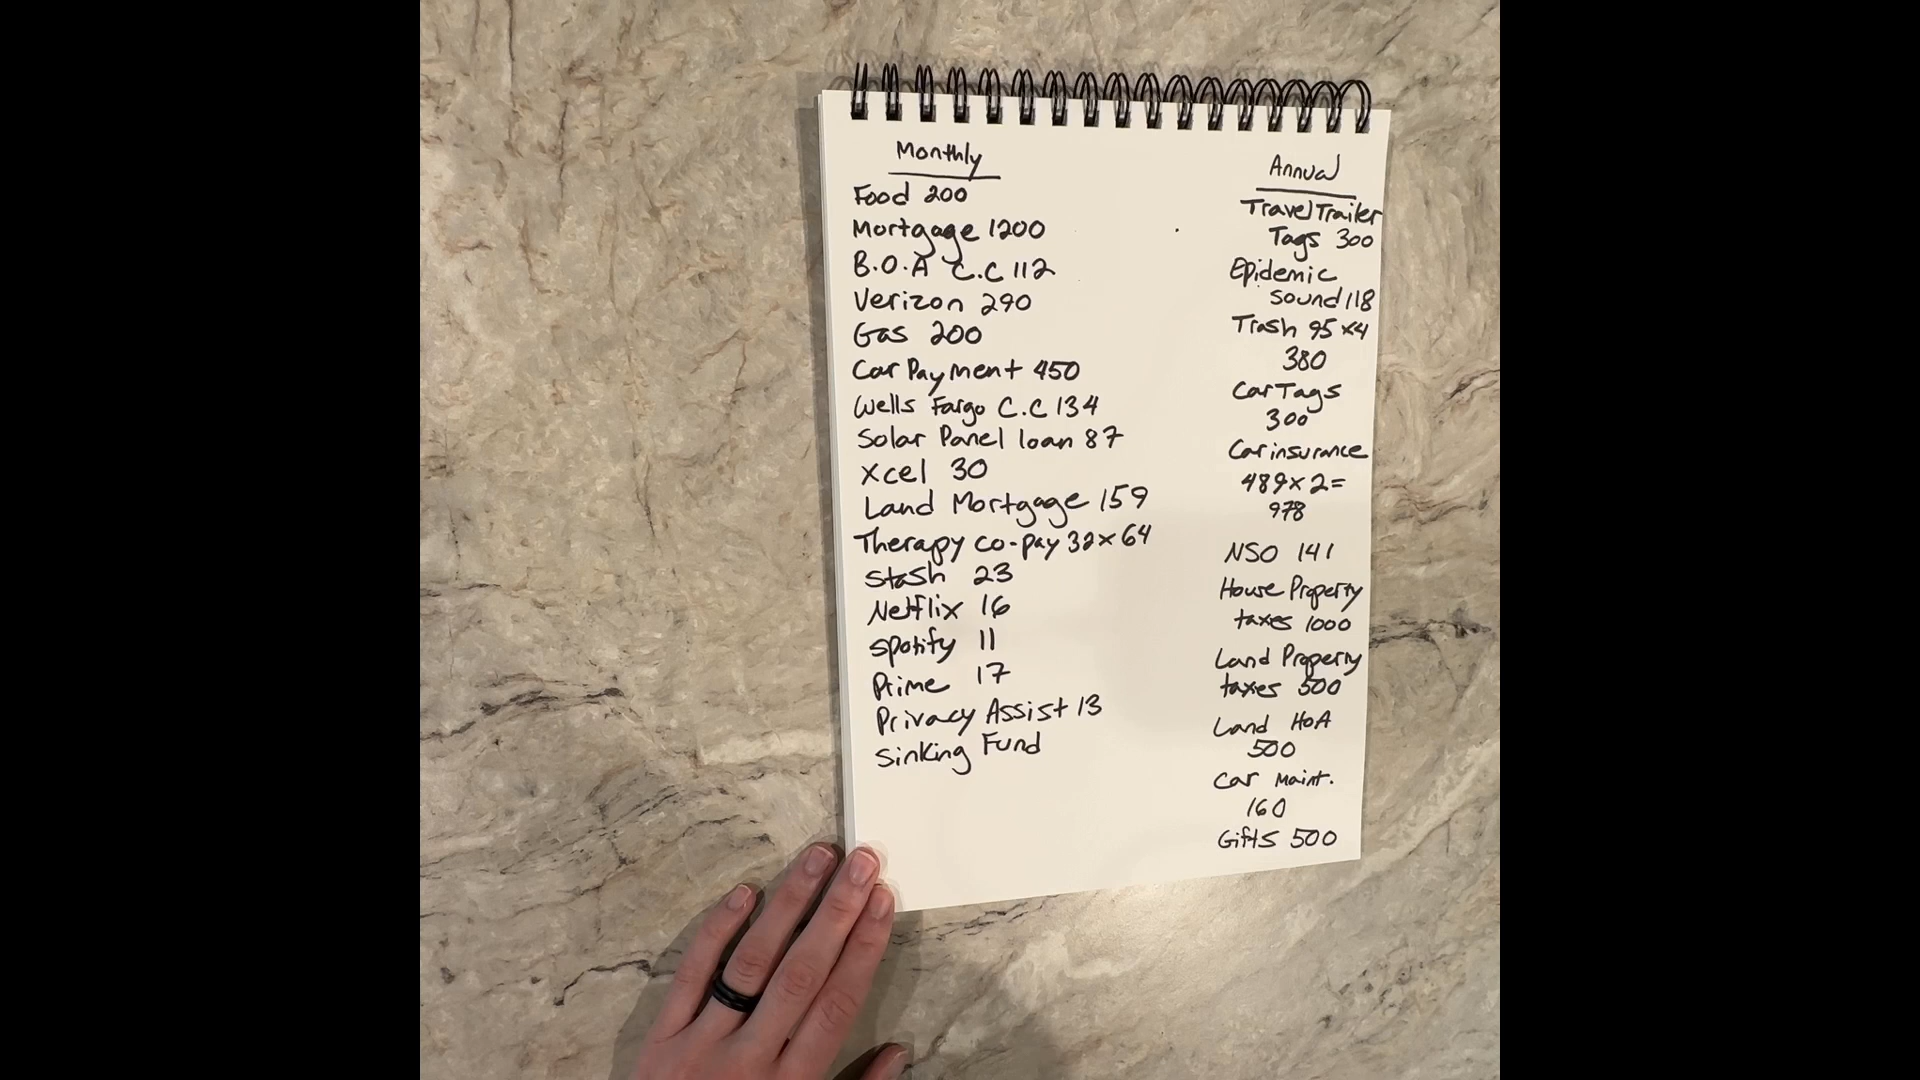 Monthly
Food 200
Mortgage 1200
B.O.A C.C 112
Verizon 290
Gas 200
Car Payment 450
Wells Fargo C.C 134
Solar Panel loan 87
Xcel 30
Land Mortgage 159
Therapy co-pay 32x64
Stash 23
Netflix 16
Spotify 11
Prime 17
Privacy Assist 13
Sinking Fund
Annual
Travel Trailer
Tags 300
Epidemic
Sound 118
Trash 95 x4
380
Car Tags
300
Car insurance
489x2=
978
NSO 141
House Property
taxes 1000
Land Property
taxes 500
Land HOA
500
Car Maint.
160
Gifts 500